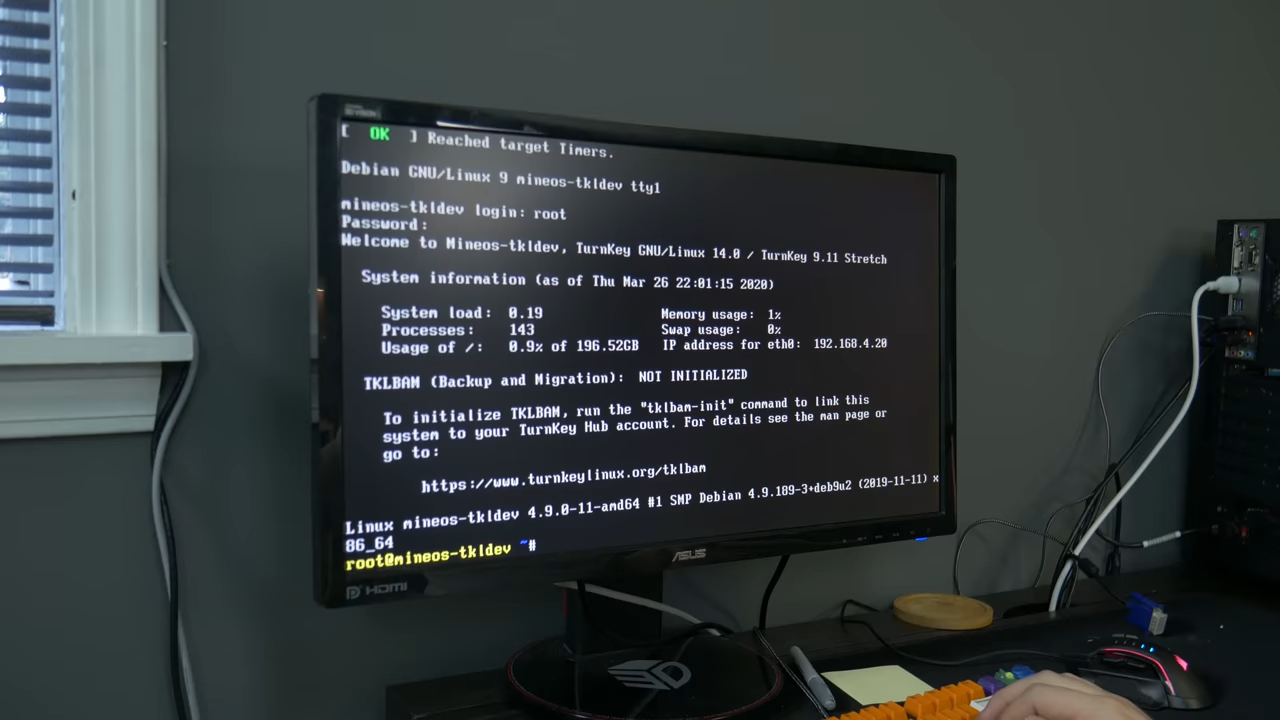 [ OK ] Reached target Timers.
Debian GNU/Linux 9 mineos-tkldev tty1
mineos-tkldev login: root
Password:
Welcome to Mineos-tkldev, TurnKey GNU/Linux 14.0 / TurnKey 9.11 Stretch
System information (as of Thu Mar 26 22:01:15 2020)
System load: 0.19 Memory usage: 1%
Processes: 143 Swap usage: 0%
Usage of /: 0.9% of 196.52GB IP address for eth0: 192.168.4.20
TKLBAM (Backup and Migration): NOT INITIALIZED
To initialize TKLBAM, run the "tklbam-init" command to link this
system to your TurnKey Hub account. For details see the man page or
go to:
https://www.turnkeylinux.org/tklbam
Linux mineos-tkldev 4.9.0-11-amd64 #1 SMP Debian 4.9.189-3+deb9u2 (2019-11-11) x
86_64
root@mineos-tkldev ~#
ASUS
HDMI
3D